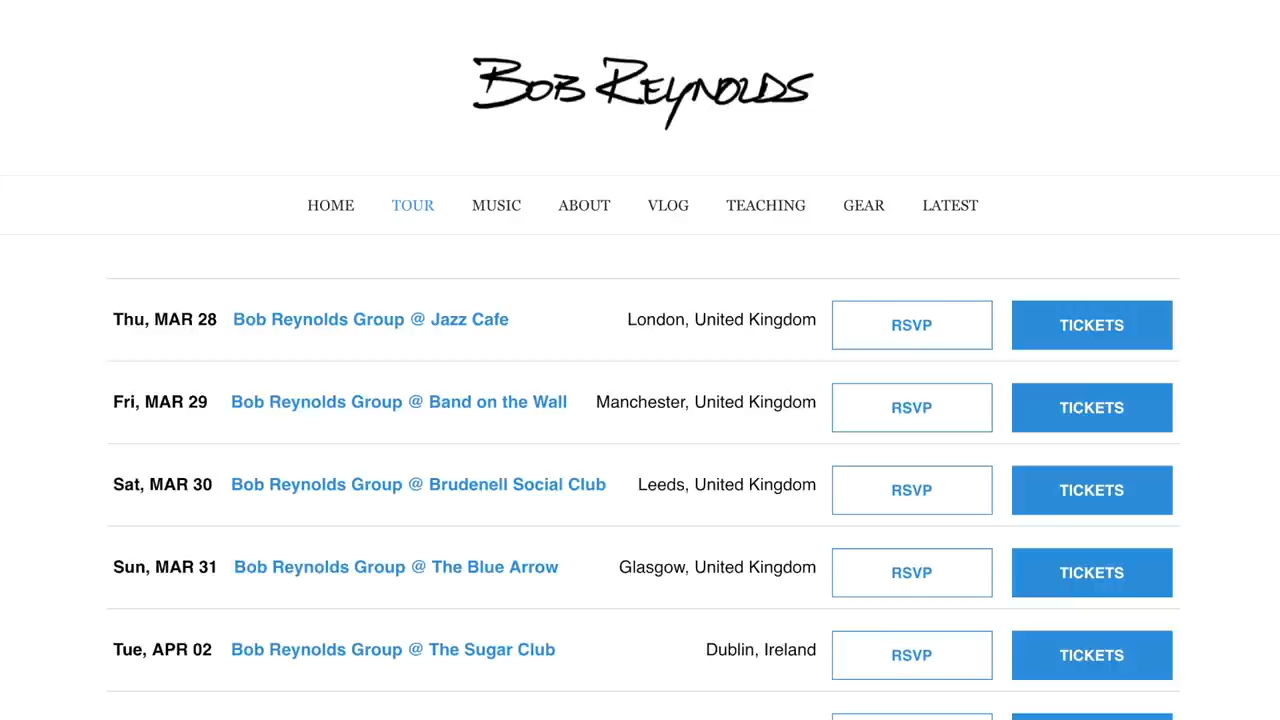 BOB REYNOLDS
HOME TOUR MUSIC ABOUT VLOG TEACHING GEAR LATEST
Thu, MAR 28 Bob Reynolds Group @ Jazz Cafe London, United Kingdom RSVP TICKETS
Fri, MAR 29 Bob Reynolds Group @ Band on the Wall Manchester, United Kingdom RSVP TICKETS
Sat, MAR 30 Bob Reynolds Group @ Brudenell Social Club Leeds, United Kingdom RSVP TICKETS
Sun, MAR 31 Bob Reynolds Group @ The Blue Arrow Glasgow, United Kingdom RSVP TICKETS
Tue, APR 02 Bob Reynolds Group @ The Sugar Club Dublin, Ireland RSVP TICKETS